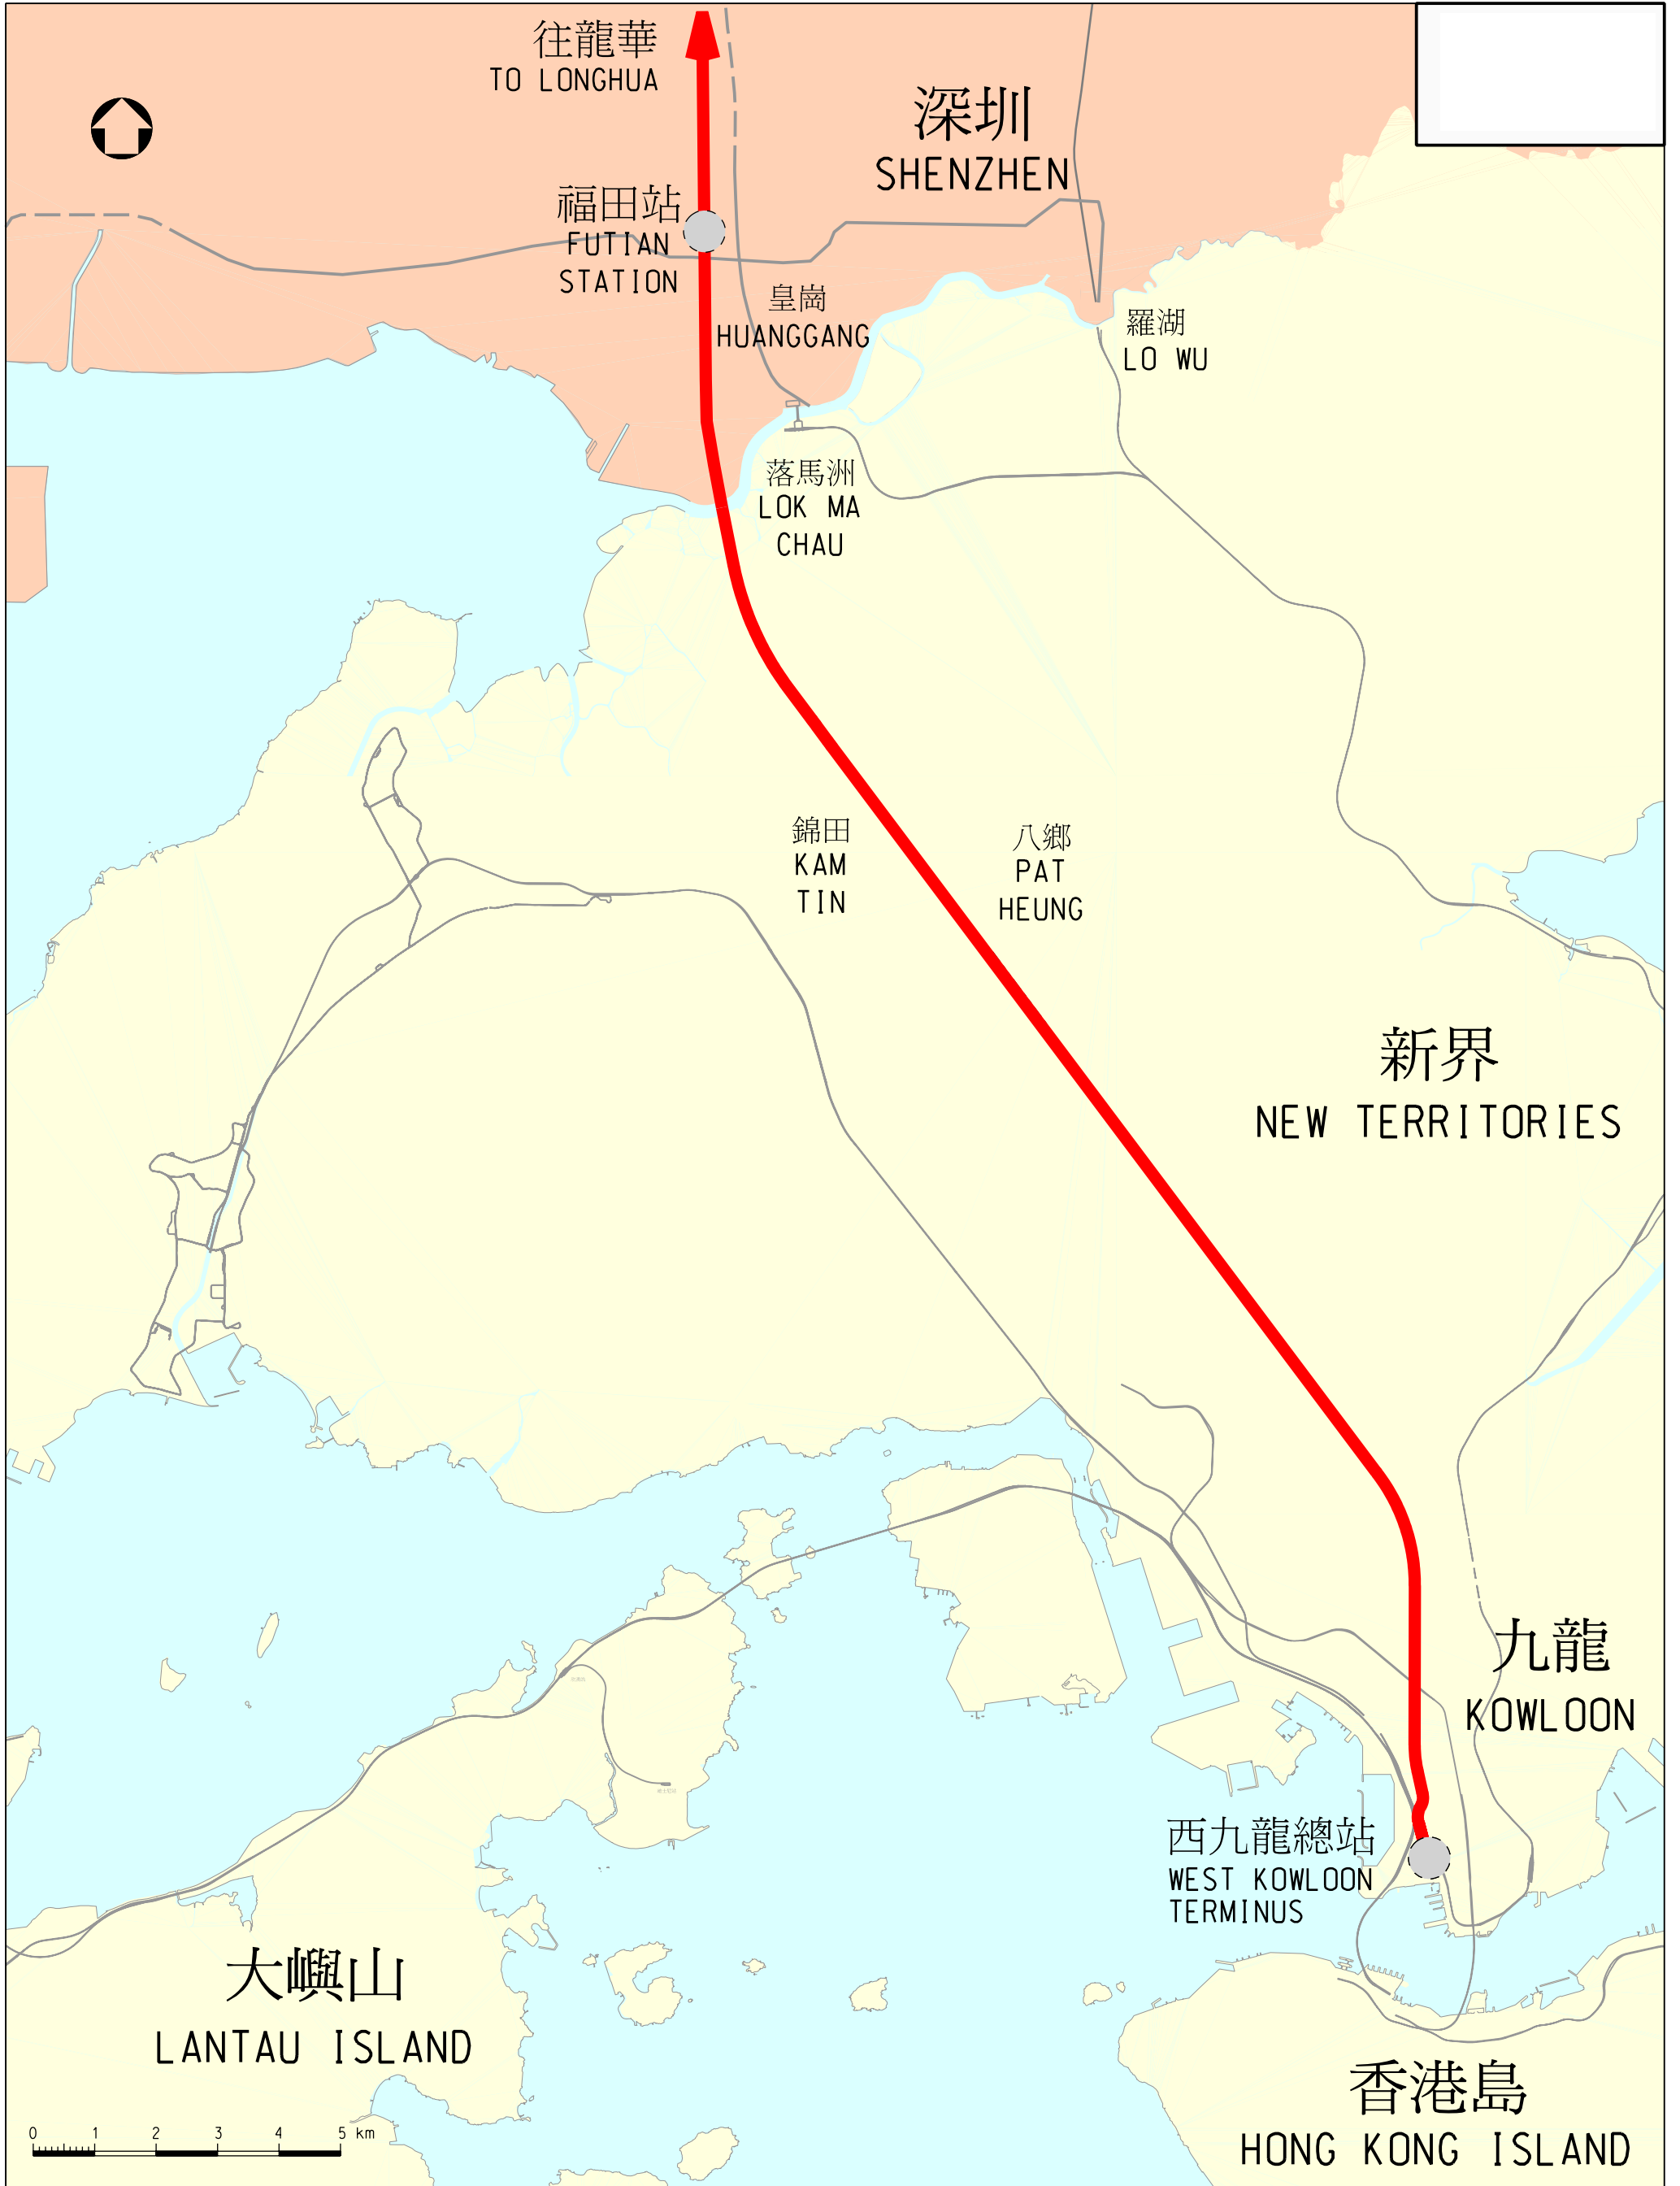 往龍華
TO LONGHUA
深圳
SHENZHEN
福田站
FUTIAN
STATION
皇崗
HUANGGANG
羅湖
LO WU
落馬洲
LOK MA
CHAU
錦田
KAM
TIN
八鄉
PAT
HEUNG
新界
NEW TERRITORIES
九龍
KOWLOON
西九龍總站
WEST KOWLOON
TERMINUS
大嶼山
LANTAU ISLAND
香港島
HONG KONG ISLAND
0 1 2 3 4 5 km